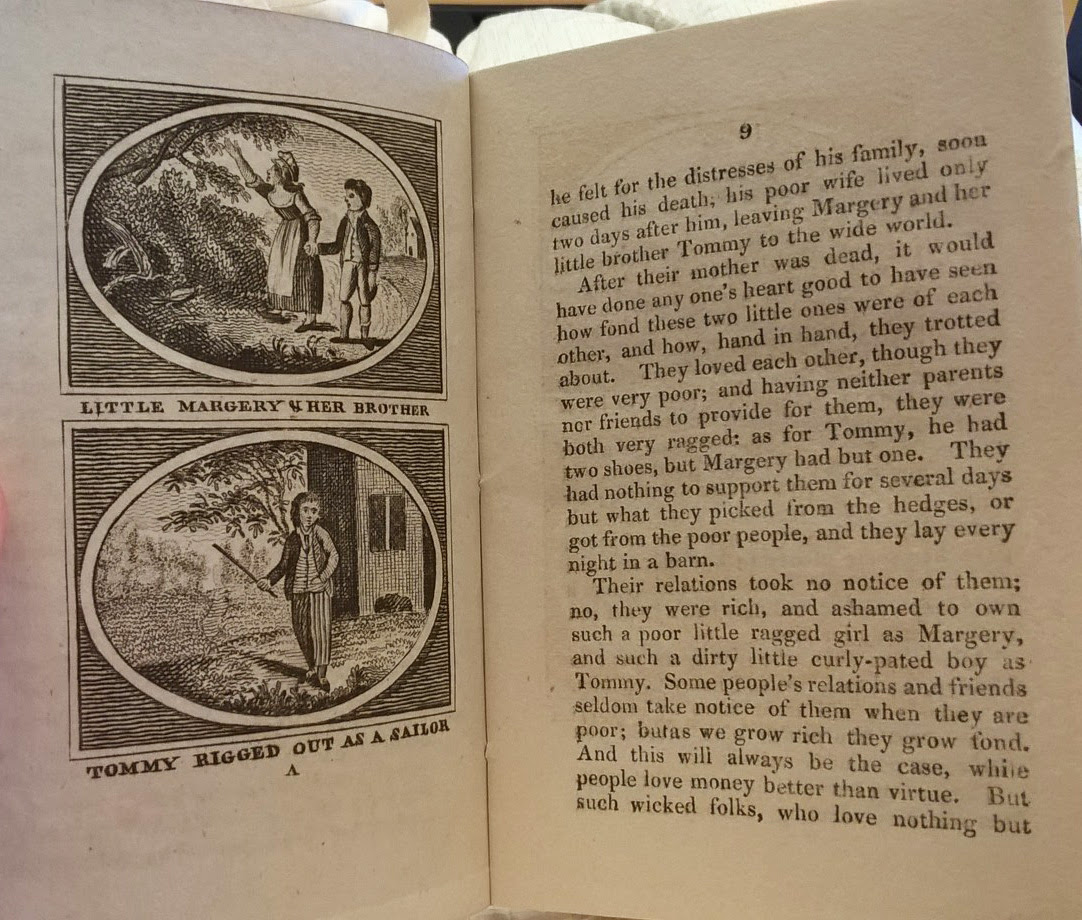 LITTLE MARGERY & HER BROTHER
TOMMY RIGGED OUT AS A SAILOR
A
9
he felt for the distresses of his family, soon
caused his death; his poor wife lived only
two days after him, leaving Margery and her
little brother Tommy to the wide world.
After their mother was dead, it would
have done any one's heart good to have seen
how fond these two little ones were of each
other, and how, hand in hand, they trotted
about. They loved each other, though they
were very poor; and having neither parents
nor friends to provide for them, they were
both very ragged: as for Tommy, he had
two shoes, but Margery had but one. They
had nothing to support them for several days
but what they picked from the hedges, or
got from the poor people, and they lay every
night in a barn.
Their relations took no notice of them;
no, they were rich, and ashamed to own
such a poor little ragged girl as Margery,
and such a dirty little curly-pated boy as
Tommy. Some people's relations and friends
seldom take notice of them when they are
poor; butas we grow rich they grow fond.
And this will always be the case, while
people love money better than virtue. But
such wicked folks, who love nothing but